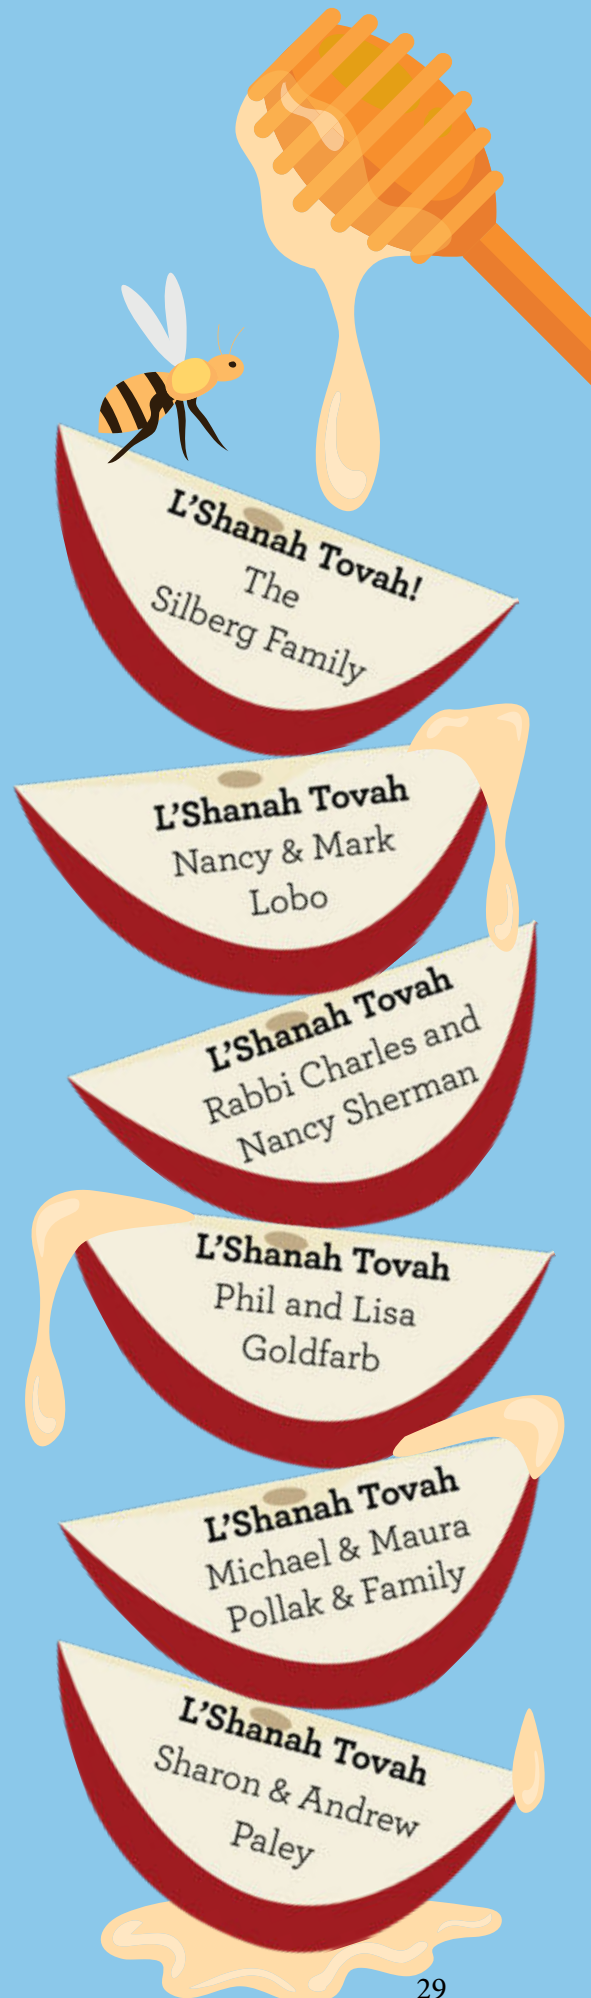 L’Shanah Tovah!
The
Silberg Family
L’Shanah Tovah
Nancy & Mark
Lobo
L’Shanah Tovah
Rabbi Charles and
Nancy Sherman
L’Shanah Tovah
Phil and Lisa
Goldfarb
L’Shanah Tovah
Michael & Maura
Pollak & Family
L’Shanah Tovah
Sharon & Andrew
Paley
29